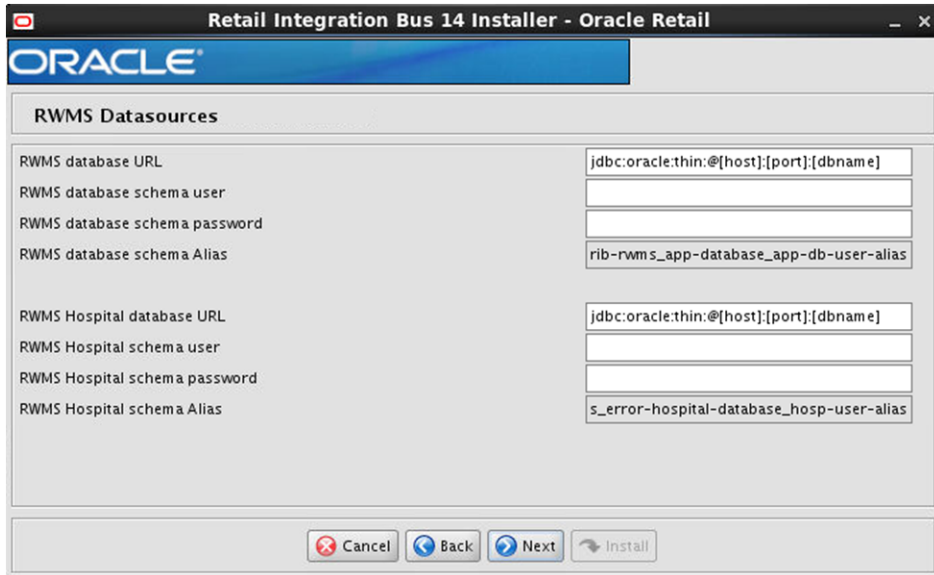 Retail Integration Bus 14 Installer - Oracle Retail
ORACLE®
RWMS Datasources
RWMS database URL jdbc:oracle:thin:@[host]:[port]:[dbname]
RWMS database schema user
RWMS database schema password
RWMS database schema Alias rib-rwms_app-database_app-db-user-alias
RWMS Hospital database URL jdbc:oracle:thin:@[host]:[port]:[dbname]
RWMS Hospital schema user
RWMS Hospital schema password
RWMS Hospital schema Alias s_error-hospital-database_hosp-user-alias
Cancel Back Next Install